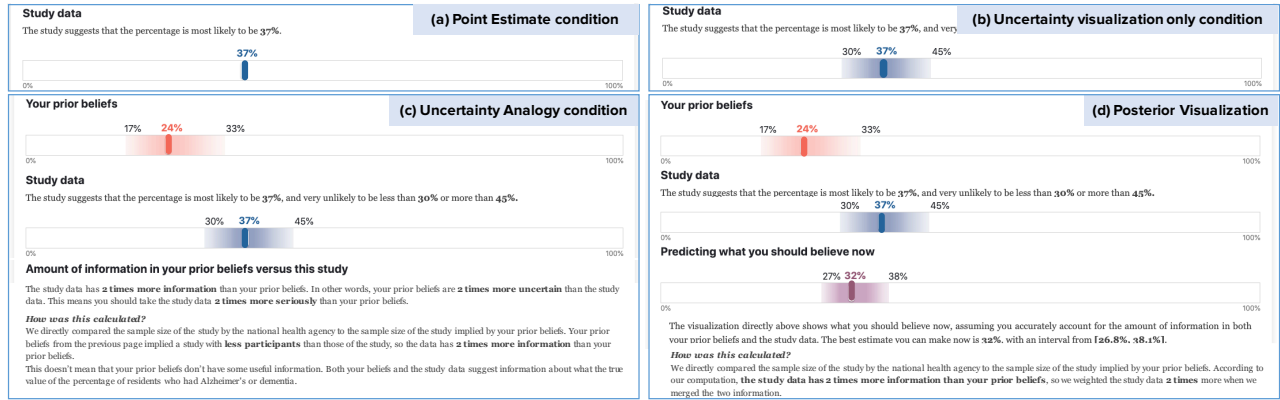 Study data
(a) Point Estimate condition
The study suggests that the percentage is most likely to be 37%.
37%
0%
100%
Study data
(b) Uncertainty visualization only condition
The study suggests that the percentage is most likely to be 37%, and very
30% 37% 45%
0%
100%
Your prior beliefs
(c) Uncertainty Analogy condition
17% 24% 33%
0%
100%
Study data
The study suggests that the percentage is most likely to be 37%, and very unlikely to be less than 30% or more than 45%.
30% 37% 45%
0%
100%
Amount of information in your prior beliefs versus this study
The study data has 2 times more information than your prior beliefs. In other words, your prior beliefs are 2 times more uncertain than the study
data. This means you should take the study data 2 times more seriously than your prior beliefs.
How was this calculated?
We directly compared the sample size of the study by the national health agency to the sample size of the study implied by your prior beliefs. Your prior
beliefs from the previous page implied a study with less participants than those of the study, so the data has 2 times more information than your
prior beliefs.
This doesn't mean that your prior beliefs don't have some useful information. Both your beliefs and the study data suggest information about what the true
value of the percentage of residents who had Alzheimer's or dementia.
Your prior beliefs
(d) Posterior Visualization
17% 24% 33%
0%
100%
Study data
The study suggests that the percentage is most likely to be 37%, and very unlikely to be less than 30% or more than 45%.
30% 37% 45%
0%
100%
Predicting what you should believe now
27% 32% 38%
0%
100%
The visualization directly above shows what you should believe now, assuming you accurately account for the amount of information in both
your prior beliefs and the study data. The best estimate you can make now is 32%, with an interval from [26.8%, 38.1%].
How was this calculated?
We directly compared the sample size of the study by the national health agency to the sample size of the study implied by your prior beliefs. According to
our computation, the study data has 2 times more information than your prior beliefs, so we weighted the study data 2 times more when we
merged the two information.